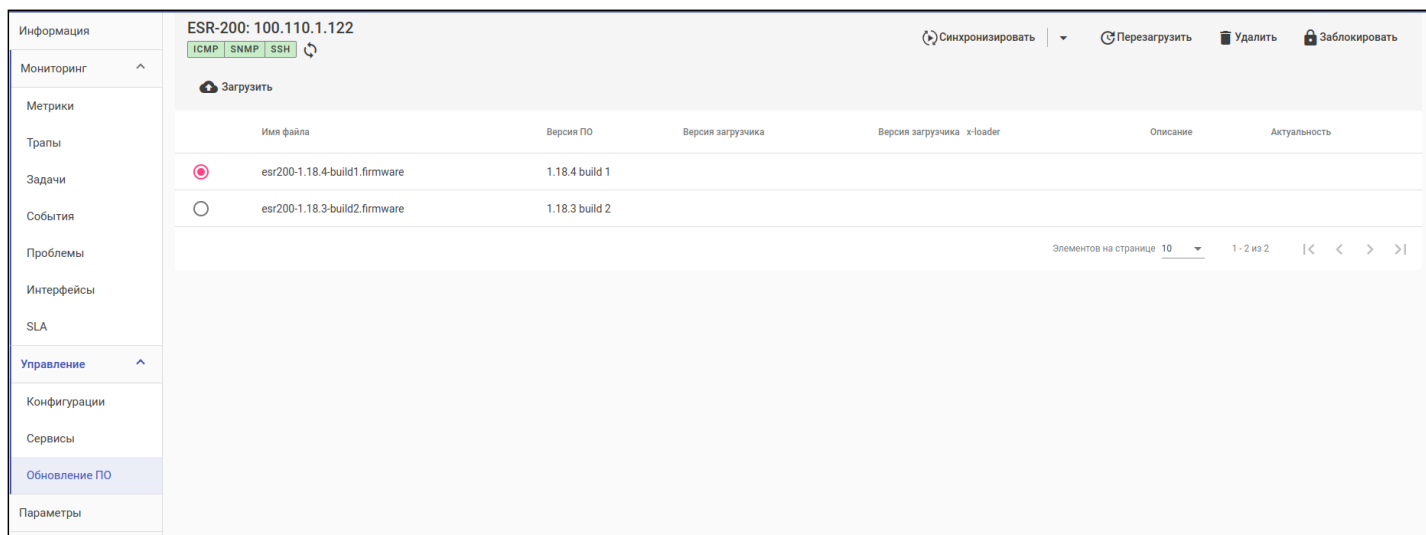 Информация
Мониторинг
Метрики
Трапы
Задачи
События
Проблемы
Интерфейсы
SLA
Управление
Конфигурации
Сервисы
Обновление ПО
Параметры
ESR-200: 100.110.1.122
ICMP SNMP SSH
Синхронизировать Перезагрузить Удалить Заблокировать
Загрузить
Имя файла Версия ПО Версия загрузчика Версия загрузчика x-loader Описание Актуальность
esr200-1.18.4-build1.firmware 1.18.4 build 1
esr200-1.18.3-build2.firmware 1.18.3 build 2
Элементов на странице 10 1 - 2 из 2